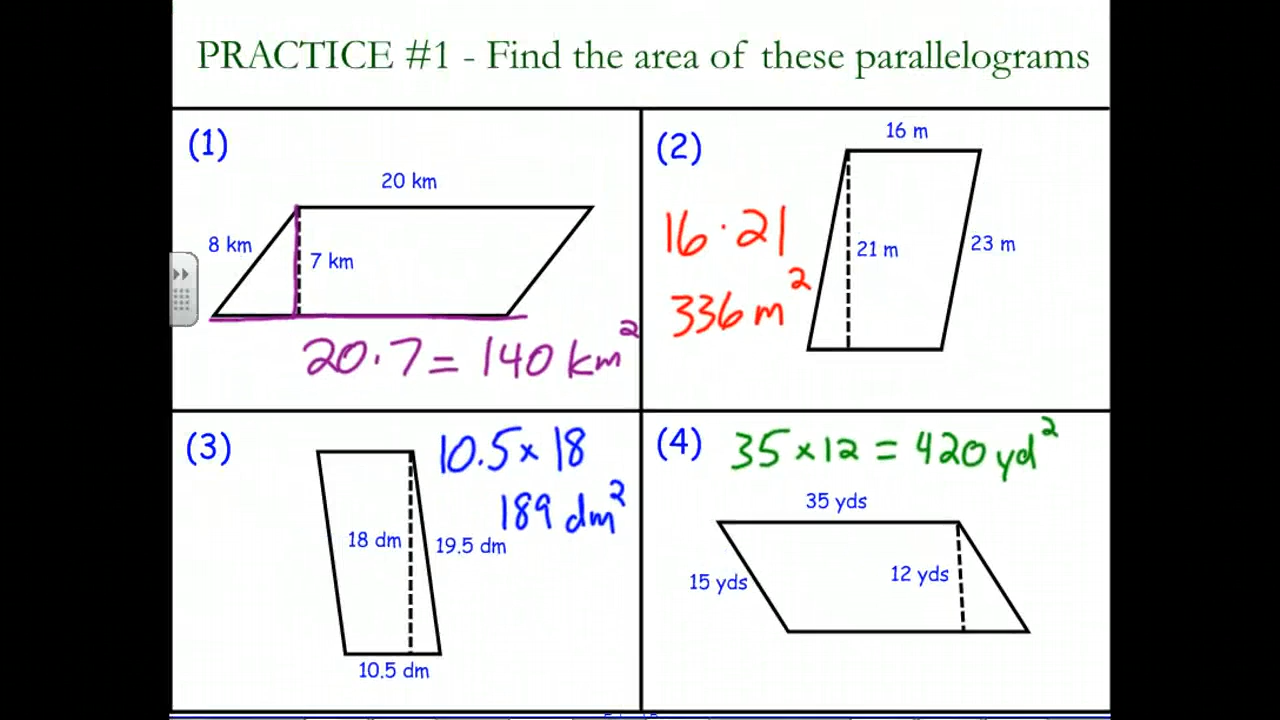 PRACTICE #1 - Find the area of these parallelograms
(1)
20 km
8 km
7 km
20·7 = 140 km²
(2)
16 m
16·21
21 m
23 m
336 m²
(3)
10.5 x 18
189 dm²
18 dm
19.5 dm
10.5 dm
(4)
35 x 12 = 420 yd²
35 yds
15 yds
12 yds